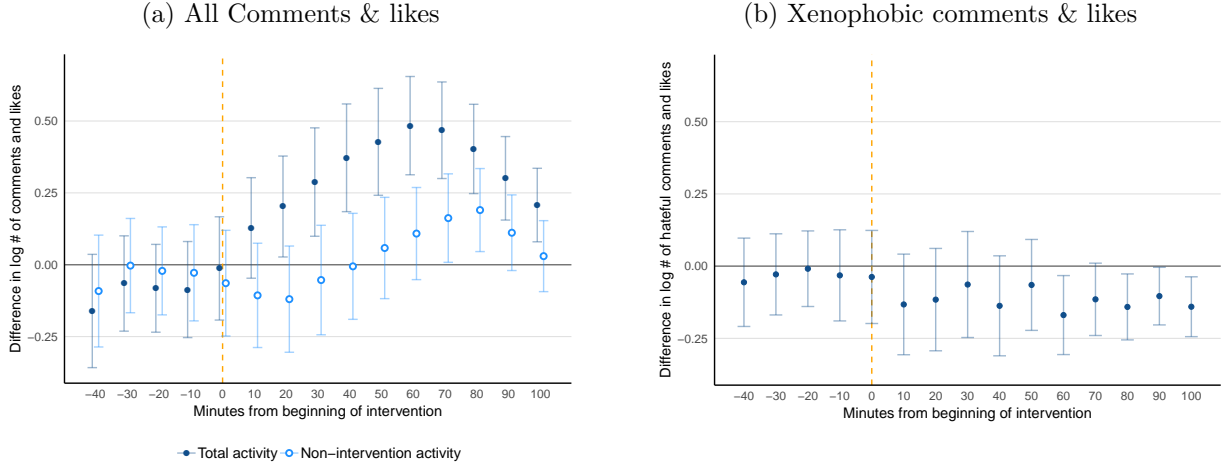 (a) All Comments & likes
Difference in log # of comments and likes
0.50
0.25
0.00
−0.25
−40 −30 −20 −10 0 10 20 30 40 50 60 70 80 90 100
Minutes from beginning of intervention
Total activity Non−intervention activity
(b) Xenophobic comments & likes
Difference in log # of hateful comments and likes
0.50
0.25
0.00
−0.25
−40 −30 −20 −10 0 10 20 30 40 50 60 70 80 90 100
Minutes from beginning of intervention